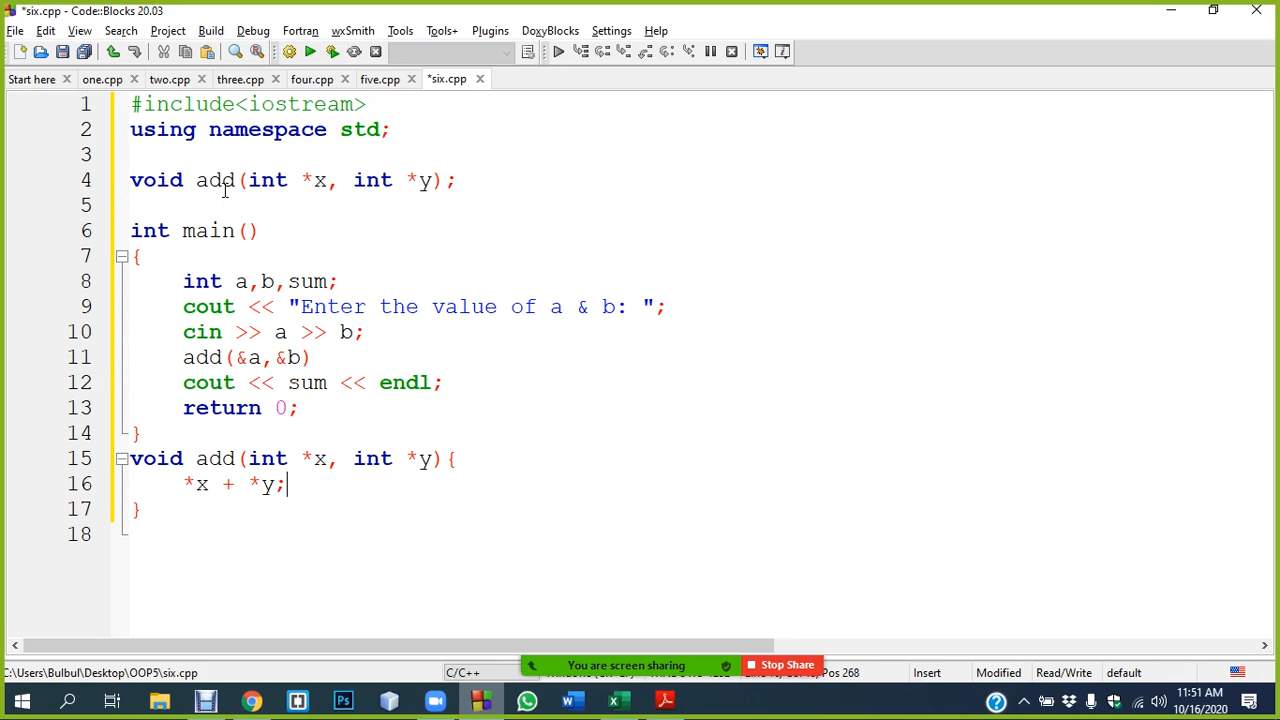 *six.cpp - Code::Blocks 20.03
File Edit View Search Project Build Debug Fortran wxSmith Tools Tools+ Plugins DoxyBlocks Settings Help
Start here one.cpp two.cpp three.cpp four.cpp five.cpp *six.cpp
1 #include<iostream>
2 using namespace std;
3
4 void add(int *x, int *y);
5
6 int main()
7 {
8 int a,b,sum;
9 cout << "Enter the value of a & b: ";
10 cin >> a >> b;
11 add(&a,&b)
12 cout << sum << endl;
13 return 0;
14 }
15 void add(int *x, int *y){
16 *x + *y;
17 }
18
C:\Users\Bulbul\Desktop\OOP5\six.cpp C/C++ Pos 268 Insert Modified Read/Write default
You are screen sharing Stop Share
11:51 AM
10/16/2020